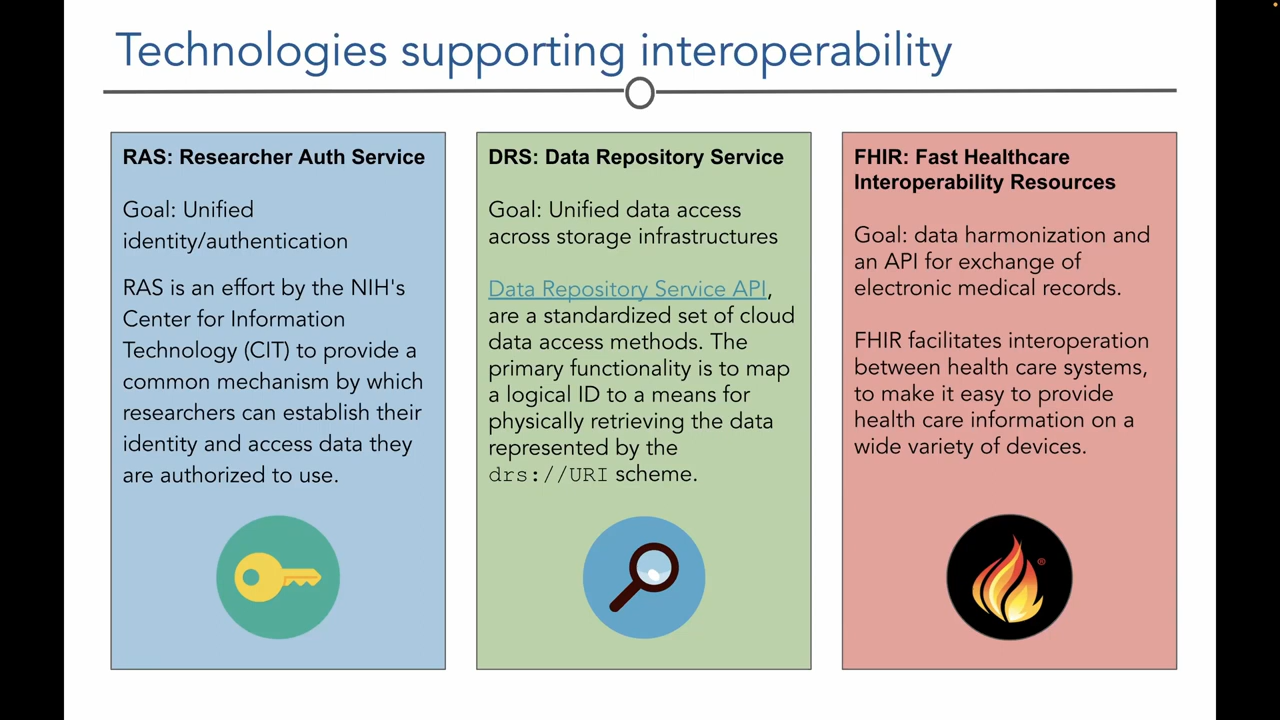 Technologies supporting interoperability
RAS: Researcher Auth Service
Goal: Unified
identity/authentication
RAS is an effort by the NIH's
Center for Information
Technology (CIT) to provide a
common mechanism by which
researchers can establish their
identity and access data they
are authorized to use.
DRS: Data Repository Service
Goal: Unified data access
across storage infrastructures
Data Repository Service API,
are a standardized set of cloud
data access methods. The
primary functionality is to map
a logical ID to a means for
physically retrieving the data
represented by the
drs://URI scheme.
FHIR: Fast Healthcare
Interoperability Resources
Goal: data harmonization and
an API for exchange of
electronic medical records.
FHIR facilitates interoperation
between health care systems,
to make it easy to provide
health care information on a
wide variety of devices.
®